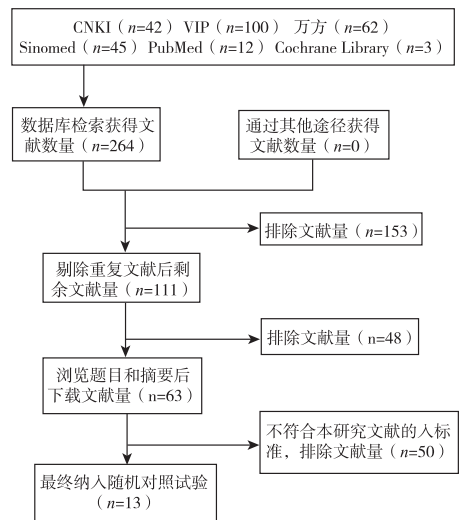 CNKI（n=42） VIP（n=100） 万方（n=62）
Sinomed（n=45）PubMed（n=12）Cochrane Library（n=3）
数据库检索获得文
献数量（n=264）
通过其他途径获得
文献数量（n=0）
排除文献量（n=153）
剔除重复文献后剩
余文献量（n=111）
排除文献量（n=48）
浏览题目和摘要后
下载文献量（n=63）
不符合本研究文献的入标
准，排除文献量（n=50）
最终纳入随机对照试验
（n=13）